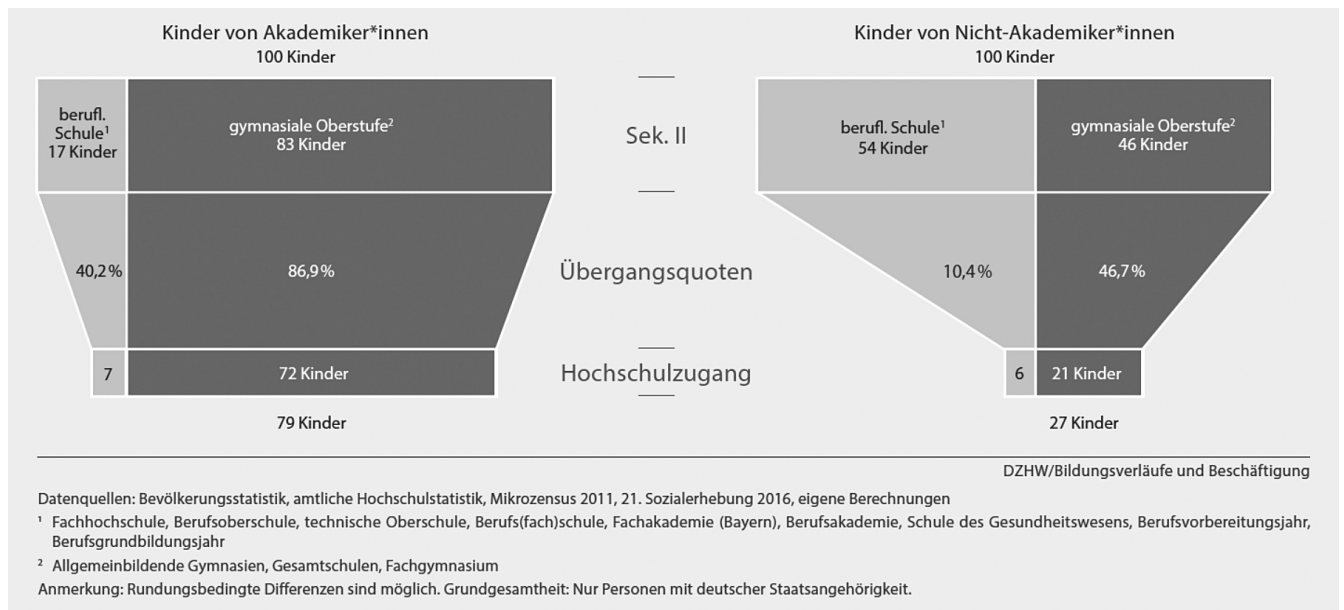 Kinder von Akademiker*innen
100 Kinder
berufl.
Schule¹
17 Kinder
gymnasiale Oberstufe²
83 Kinder
40,2 %
86,9 %
7
72 Kinder
79 Kinder
Sek. II
Übergangsquoten
Hochschulzugang
Kinder von Nicht-Akademiker*innen
100 Kinder
berufl. Schule¹
54 Kinder
gymnasiale Oberstufe²
46 Kinder
10,4 %
46,7 %
6
21 Kinder
27 Kinder
DZHW/Bildungsverläufe und Beschäftigung
Datenquellen: Bevölkerungsstatistik, amtliche Hochschulstatistik, Mikrozensus 2011, 21. Sozialerhebung 2016, eigene Berechnungen
¹ Fachhochschule, Berufsoberschule, technische Oberschule, Berufs(fach)schule, Fachakademie (Bayern), Berufsakademie, Schule des Gesundheitswesens, Berufsvorbereitungsjahr,
Berufsgrundbildungsjahr
² Allgemeinbildende Gymnasien, Gesamtschulen, Fachgymnasium
Anmerkung: Rundungsbedingte Differenzen sind möglich. Grundgesamtheit: Nur Personen mit deutscher Staatsangehörigkeit.